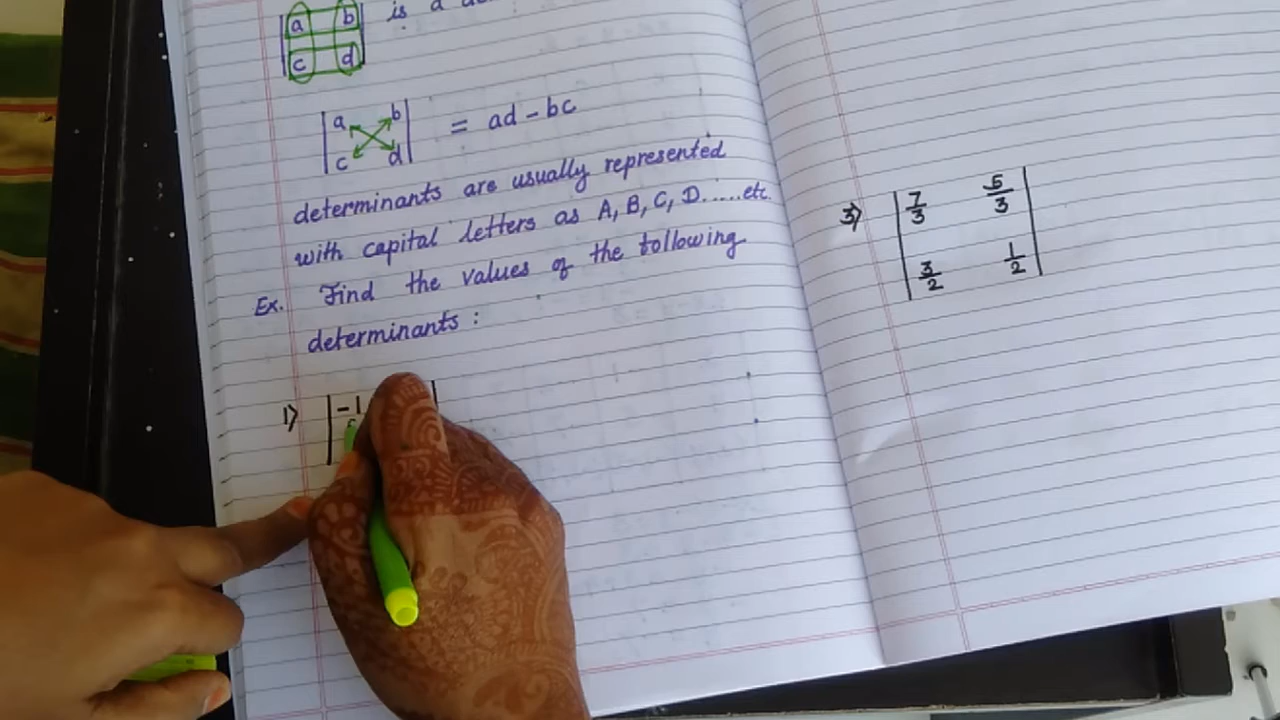 a b is a
c d
a b = ad - bc
c d
determinants are usually represented
with capital letters as A, B, C, D.....etc.
Ex. Find the values of the following
determinants :
1) -1
3) 7/3 5/3
3/2 1/2